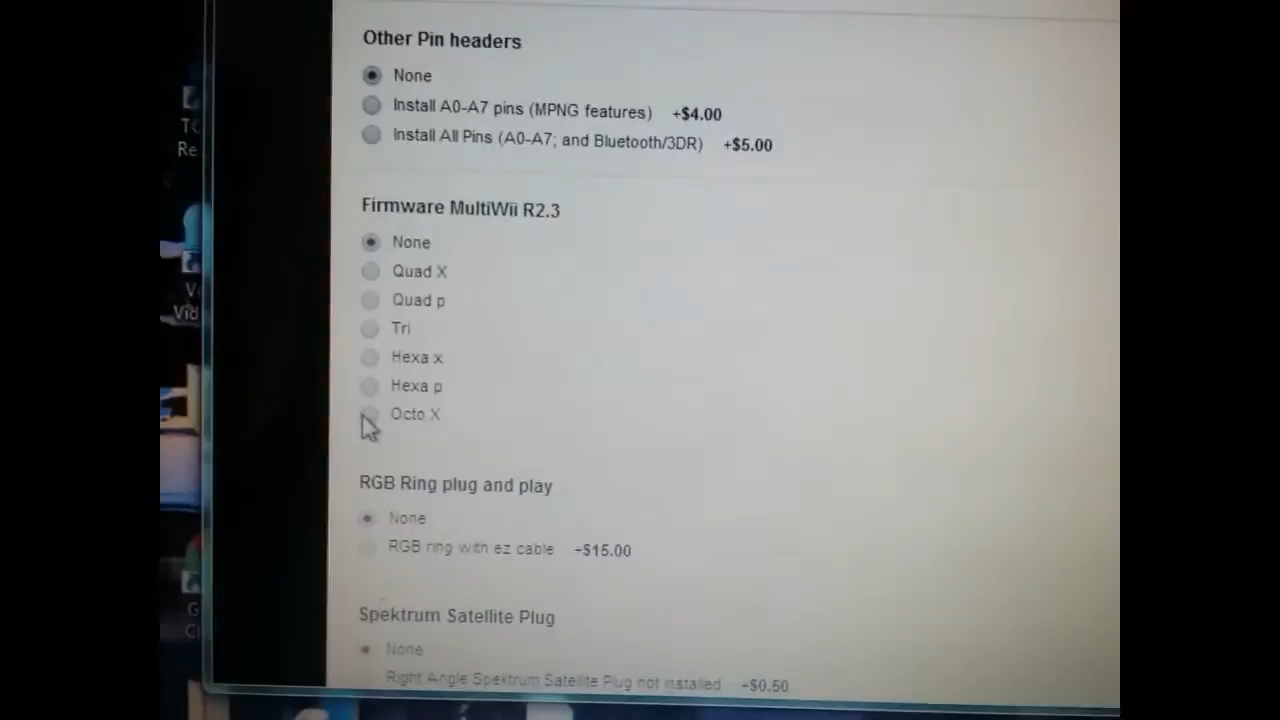 Other Pin headers
None
Install A0-A7 pins (MPNG features) +$4.00
Install All Pins (A0-A7; and Bluetooth/3DR) +$5.00
Firmware MultiWii R2.3
None
Quad X
Quad p
Tri
Hexa x
Hexa p
Octo X
RGB Ring plug and play
None
RGB ring with ez cable +$15.00
Spektrum Satellite Plug
None
Right Angle Spektrum Satellite Plug not installed +$0.50